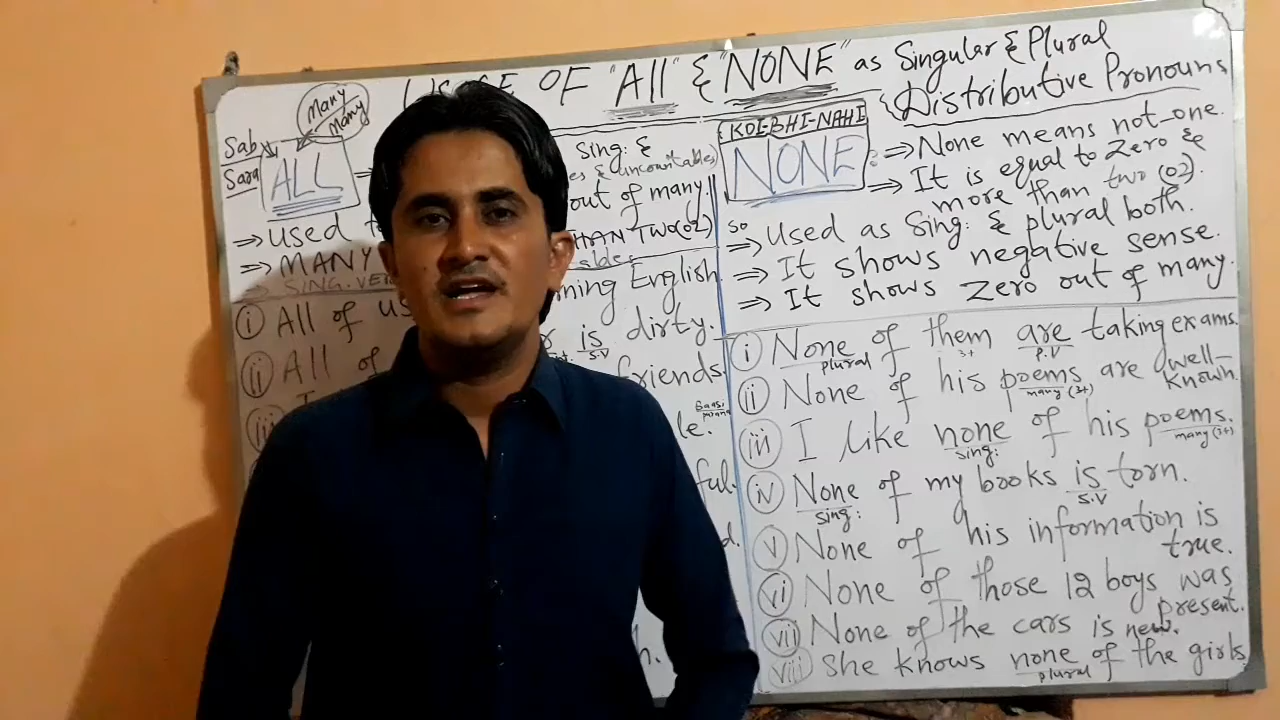 OF "All" & "NONE" as Singular & Plural
Distributive Pronouns
Many
Many
Sab
Sara
ALL
Sing: &
& uncountables)
out of many
⇒ Used
THAN TWO(02)
⇒ MANY
⇒ SING. VER
(i) All of us
ning English
is dirty.
S.V
(ii) All of
friends
(iii) I
le.
ful.
d.
h.
KOI-BHI-NAHI
NONE
⇒ None means not-one.
⇒ It is equal to Zero &
more than two (02).
so
⇒ Used as Sing: & plural both.
⇒ It shows negative sense.
⇒ It shows Zero out of many.
(i) None of them are taking exams.
plural 3+ P.V
(ii) None of his poems are well-
known.
many (3+)
(iii) I like none of his poems.
sing: many (3+)
(iv) None of my books is torn.
sing: S.V
(v) None of his information is
true.
(vi) None of those 12 boys was
present.
(vii) None of the cars is new.
(viii) She knows none of the girls
plural